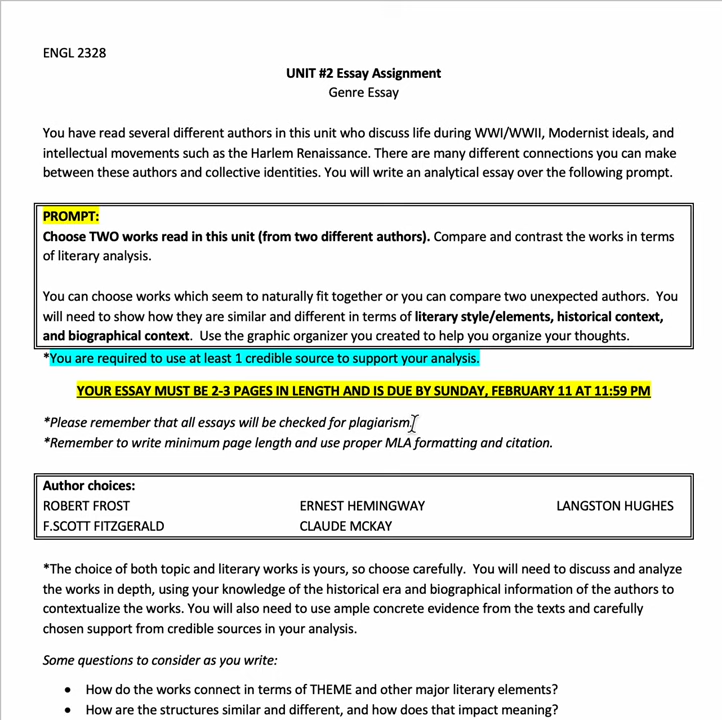 ENGL 2328
UNIT #2 Essay Assignment
Genre Essay
You have read several different authors in this unit who discuss life during WWI/WWII, Modernist ideals, and
intellectual movements such as the Harlem Renaissance. There are many different connections you can make
between these authors and collective identities. You will write an analytical essay over the following prompt.
PROMPT:
Choose TWO works read in this unit (from two different authors). Compare and contrast the works in terms
of literary analysis.
You can choose works which seem to naturally fit together or you can compare two unexpected authors. You
will need to show how they are similar and different in terms of literary style/elements, historical context,
and biographical context. Use the graphic organizer you created to help you organize your thoughts.
*You are required to use at least 1 credible source to support your analysis.
YOUR ESSAY MUST BE 2-3 PAGES IN LENGTH AND IS DUE BY SUNDAY, FEBRUARY 11 AT 11:59 PM
*Please remember that all essays will be checked for plagiarism.
*Remember to write minimum page length and use proper MLA formatting and citation.
Author choices:
ROBERT FROST ERNEST HEMINGWAY LANGSTON HUGHES
F.SCOTT FITZGERALD CLAUDE MCKAY
*The choice of both topic and literary works is yours, so choose carefully. You will need to discuss and analyze
the works in depth, using your knowledge of the historical era and biographical information of the authors to
contextualize the works. You will also need to use ample concrete evidence from the texts and carefully
chosen support from credible sources in your analysis.
Some questions to consider as you write:
• How do the works connect in terms of THEME and other major literary elements?
• How are the structures similar and different, and how does that impact meaning?